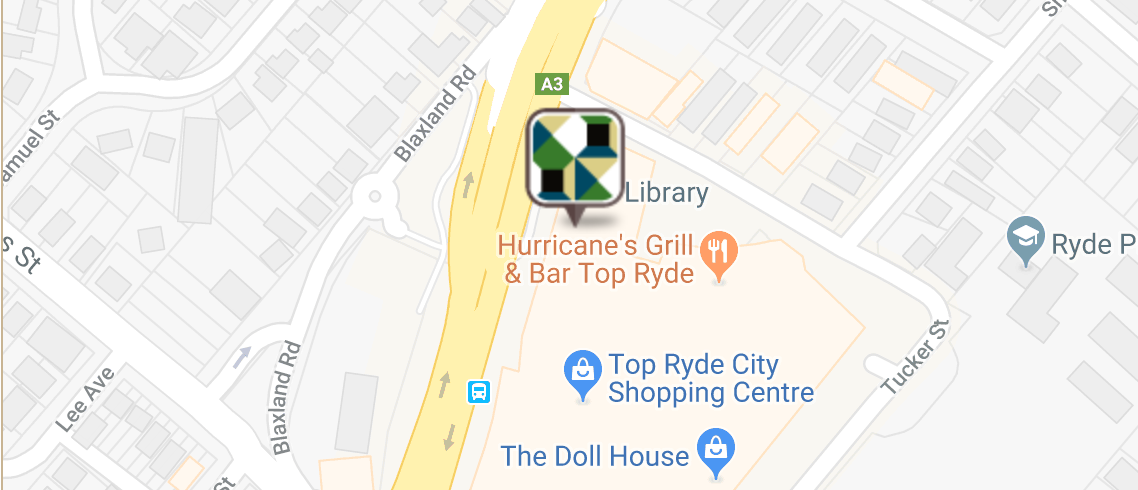 A3
Blaxland Rd
amuel St
Library
Hurricane's Grill
& Bar Top Ryde
Ryde P
s St
Top Ryde City
Shopping Centre
Tucker St
Lee Ave
Blaxland Rd
The Doll House
St